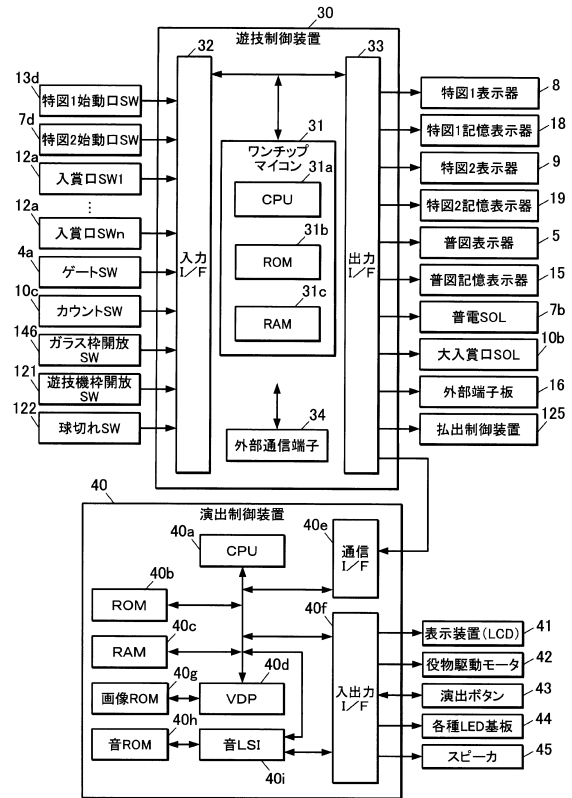 30
遊技制御装置
32
33
13d
特図1始動口SW
7d
特図2始動口SW
12a
入賞口SW1
⋮
12a
入賞口SWn
4a
ゲートSW
10c
カウントSW
146
ガラス枠開放
SW
121
遊技機枠開放
SW
122
球切れSW
入力
I/F
31
ワンチップ
マイコン
31a
CPU
31b
ROM
31c
RAM
34
外部通信端子
出力
I/F
特図1表示器
8
特図1記憶表示器
18
特図2表示器
9
特図2記憶表示器
19
普図表示器
5
普図記憶表示器
15
普電SOL
7b
大入賞口SOL
10b
外部端子板
16
払出制御装置
125
40
演出制御装置
40a
CPU
40e
通信
I/F
40b
ROM
40c
RAM
40f
入出力
I/F
40g
画像ROM
40d
VDP
40h
音ROM
音LSI
40i
表示装置(LCD)
41
役物駆動モータ
42
演出ボタン
43
各種LED基板
44
スピーカ
45